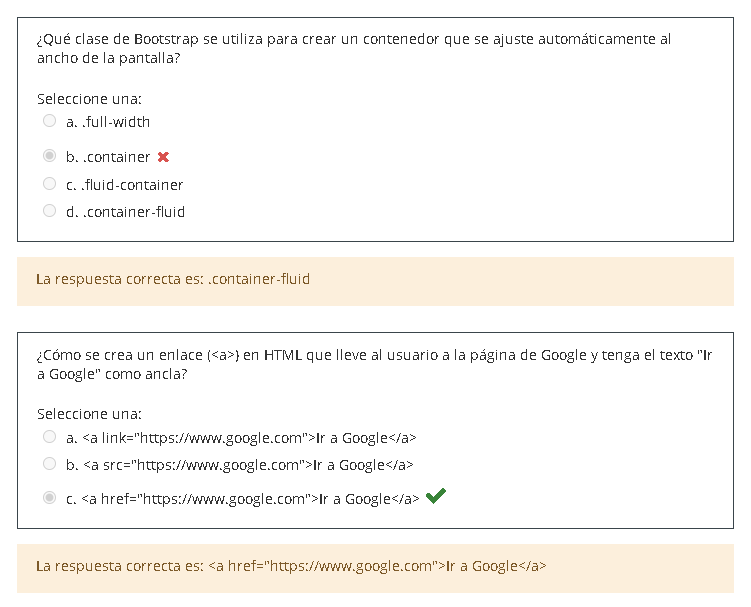 ¿Qué clase de Bootstrap se utiliza para crear un contenedor que se ajuste automáticamente al
ancho de la pantalla?
Seleccione una:
a. .full-width
b. .container
c. .fluid-container
d. .container-fluid
La respuesta correcta es: .container-fluid
¿Cómo se crea un enlace (<a>) en HTML que lleve al usuario a la página de Google y tenga el texto "Ir
a Google" como ancla?
Seleccione una:
a. <a link="https://www.google.com">Ir a Google</a>
b. <a src="https://www.google.com">Ir a Google</a>
c. <a href="https://www.google.com">Ir a Google</a>
La respuesta correcta es: <a href="https://www.google.com">Ir a Google</a>